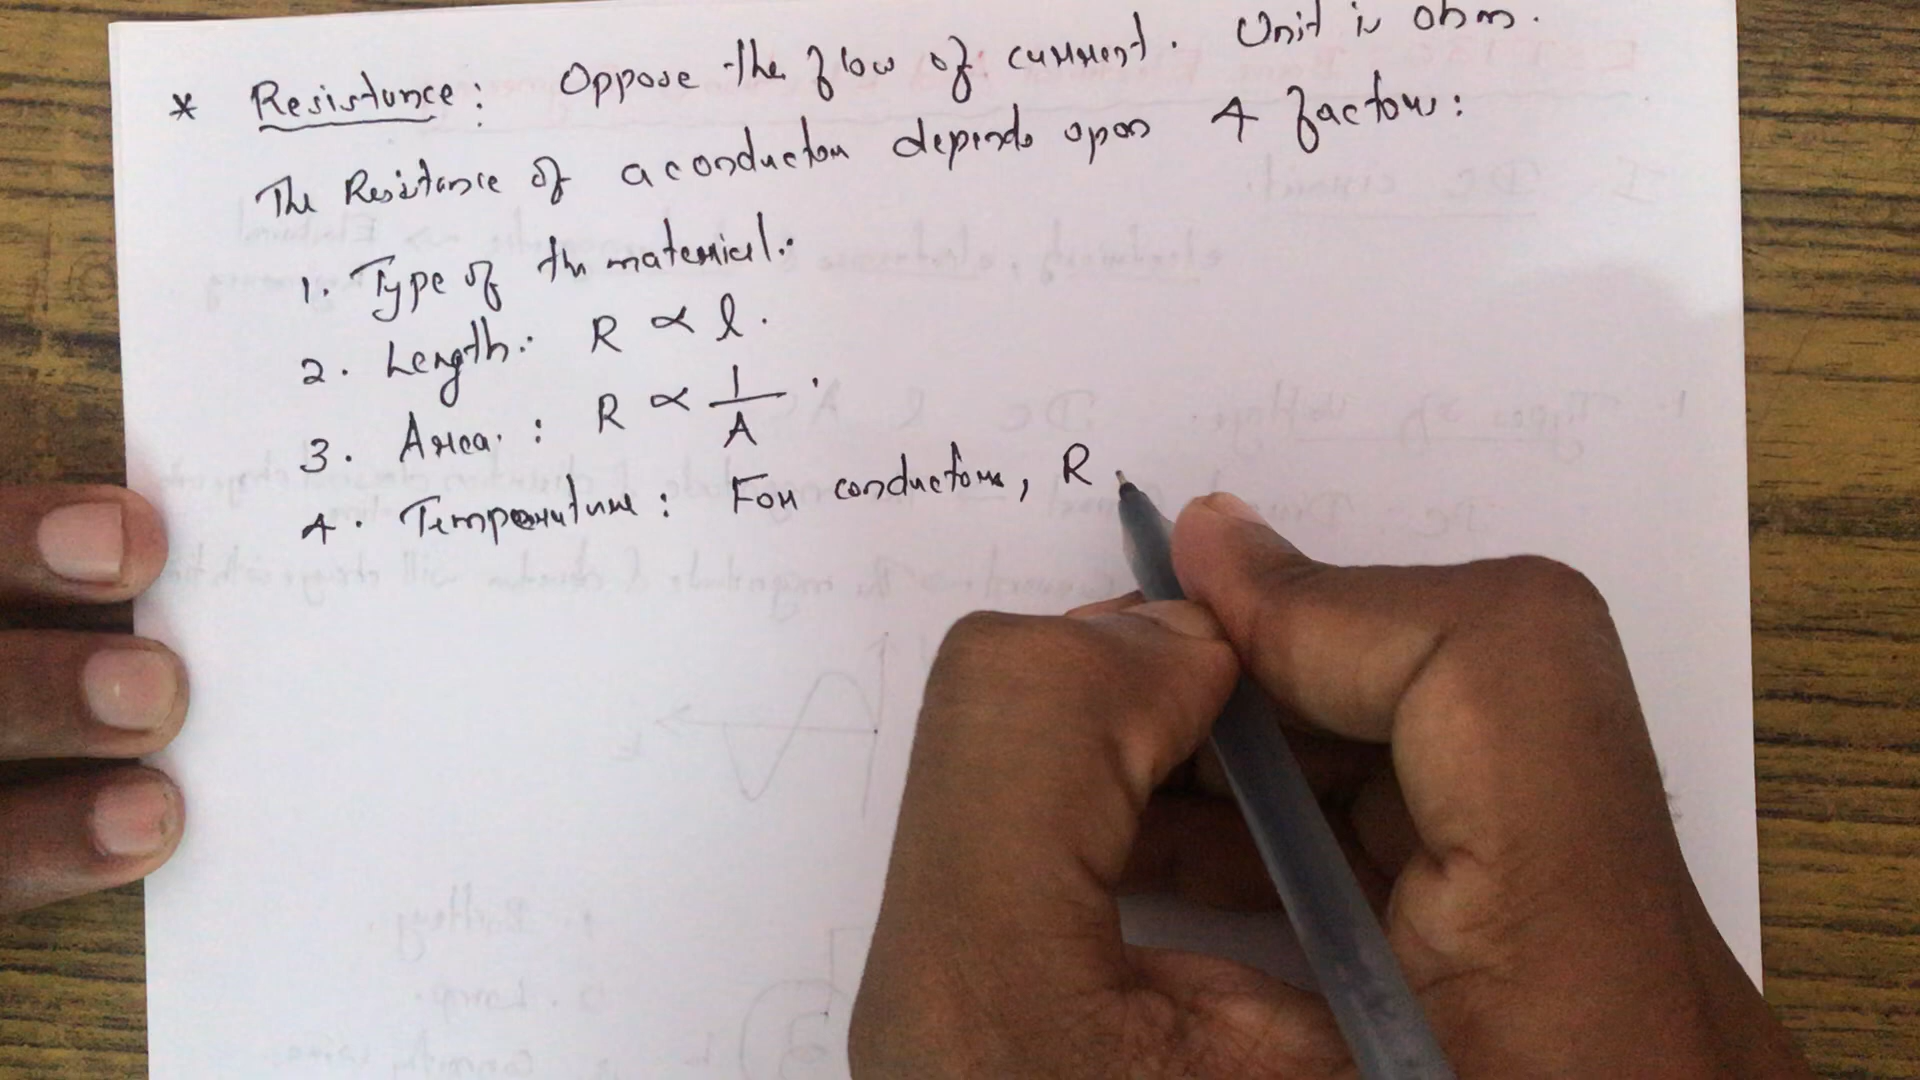 * Resistance: Oppose the flow of current. Unit is ohm.
The Resistance of a conductor depends upon 4 factors:
1. Type of the material:
2. Length: R ∝ l.
3. Area: R ∝ 1/A.
4. Temperature: For conductors, R